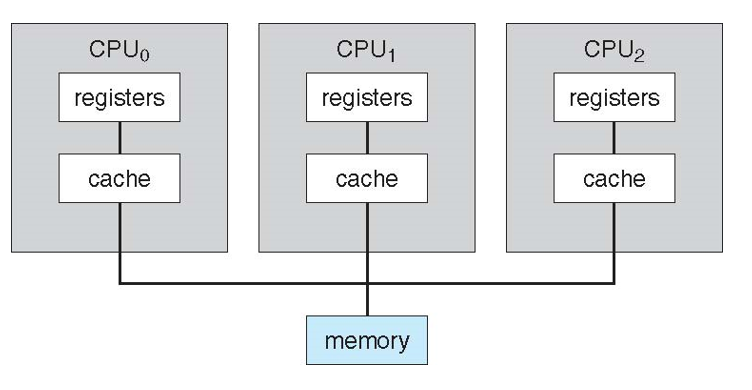 CPU₀
registers
cache
CPU₁
registers
cache
CPU₂
registers
cache
memory